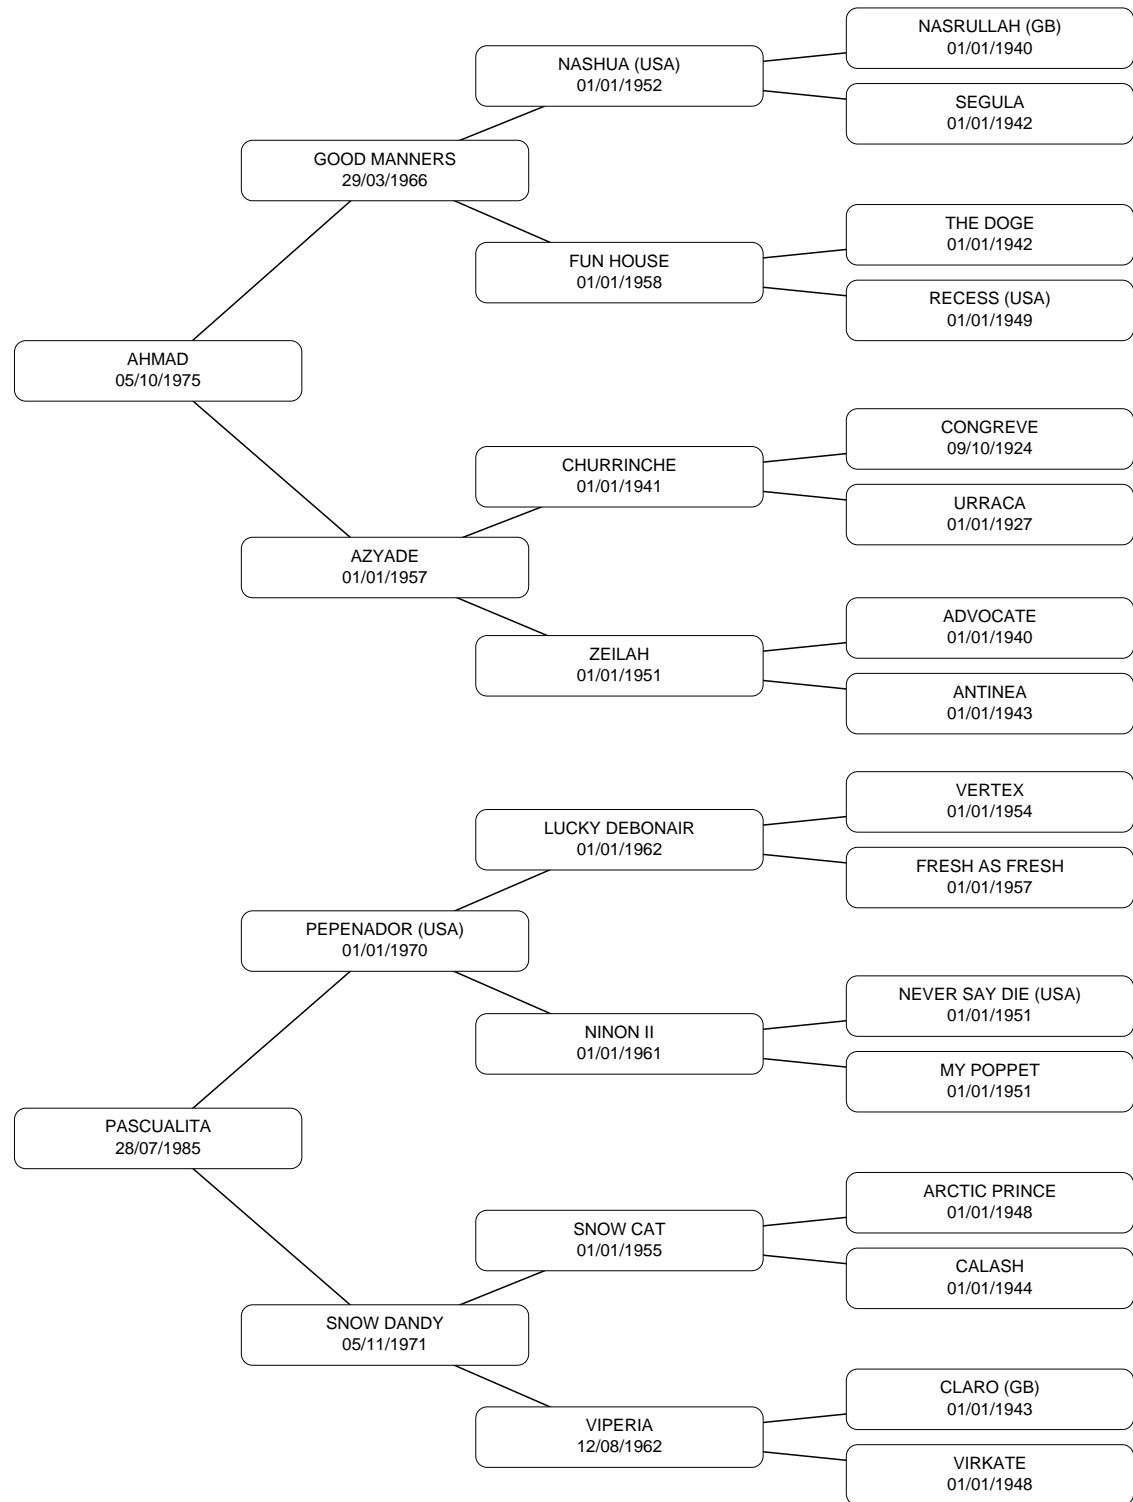 NASRULLAH (GB)
01/01/1940
NASHUA (USA)
01/01/1952
SEGULA
01/01/1942
GOOD MANNERS
29/03/1966
THE DOGE
01/01/1942
FUN HOUSE
01/01/1958
RECESS (USA)
01/01/1949
AHMAD
05/10/1975
CONGREVE
09/10/1924
CHURRINCHE
01/01/1941
URRACA
01/01/1927
AZYADE
01/01/1957
ADVOCATE
01/01/1940
ZEILAH
01/01/1951
ANTINEA
01/01/1943
VERTEX
01/01/1954
LUCKY DEBONAIR
01/01/1962
FRESH AS FRESH
01/01/1957
PEPENADOR (USA)
01/01/1970
NEVER SAY DIE (USA)
01/01/1951
NINON II
01/01/1961
MY POPPET
01/01/1951
PASCUALITA
28/07/1985
ARCTIC PRINCE
01/01/1948
SNOW CAT
01/01/1955
CALASH
01/01/1944
SNOW DANDY
05/11/1971
CLARO (GB)
01/01/1943
VIPERIA
12/08/1962
VIRKATE
01/01/1948